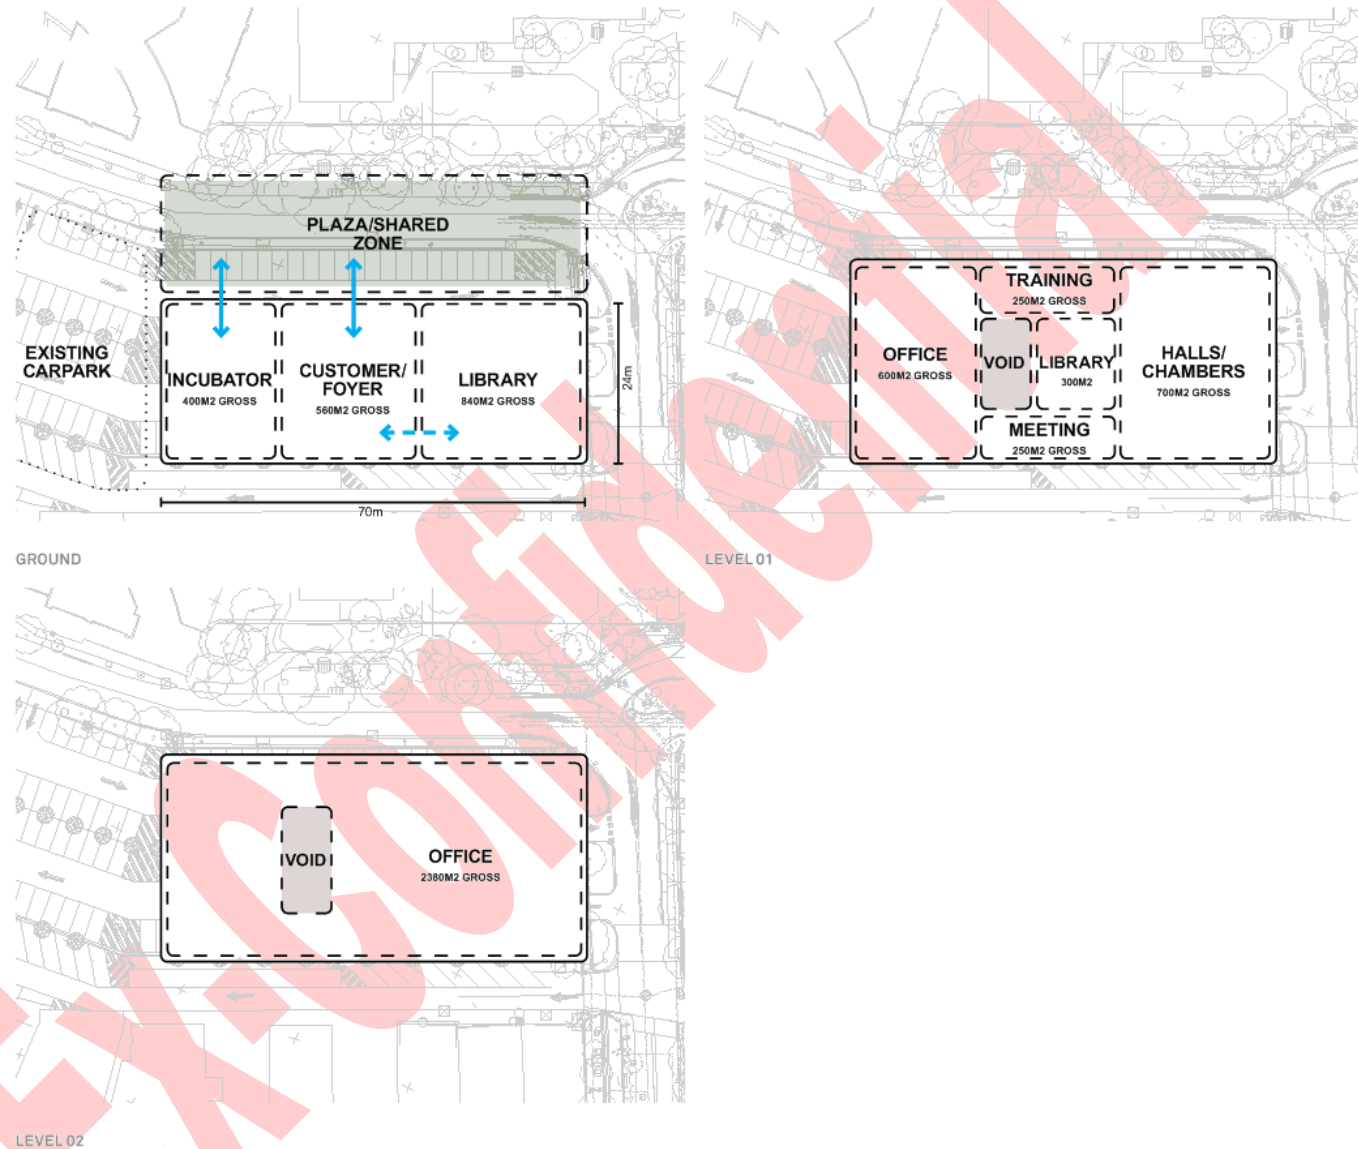 PLAZA/SHARED
ZONE
EXISTING
CARPARK
INCUBATOR
400M2 GROSS
CUSTOMER/
FOYER
560M2 GROSS
LIBRARY
840M2 GROSS
24m
70m
GROUND
TRAINING
250M2 GROSS
OFFICE
600M2 GROSS
VOID
LIBRARY
300M2
HALLS/
CHAMBERS
700M2 GROSS
MEETING
250M2 GROSS
LEVEL 01
VOID
OFFICE
2380M2 GROSS
LEVEL 02
Ex-Confidential